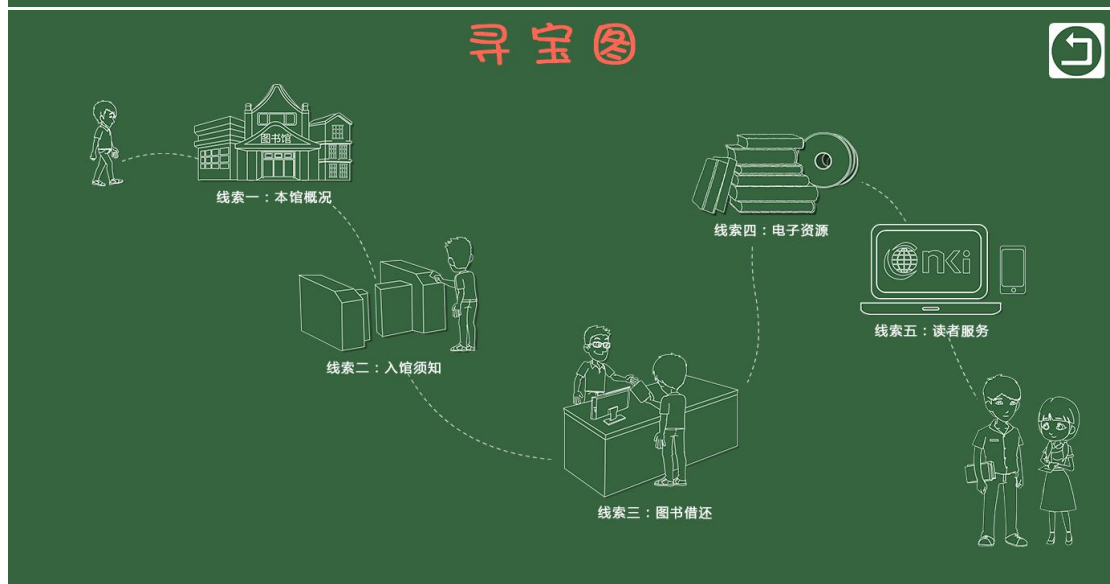 寻宝图
图书馆
线索一：本馆概况
线索二：入馆须知
线索三：图书借还
线索四：电子资源
cnki
线索五：读者服务